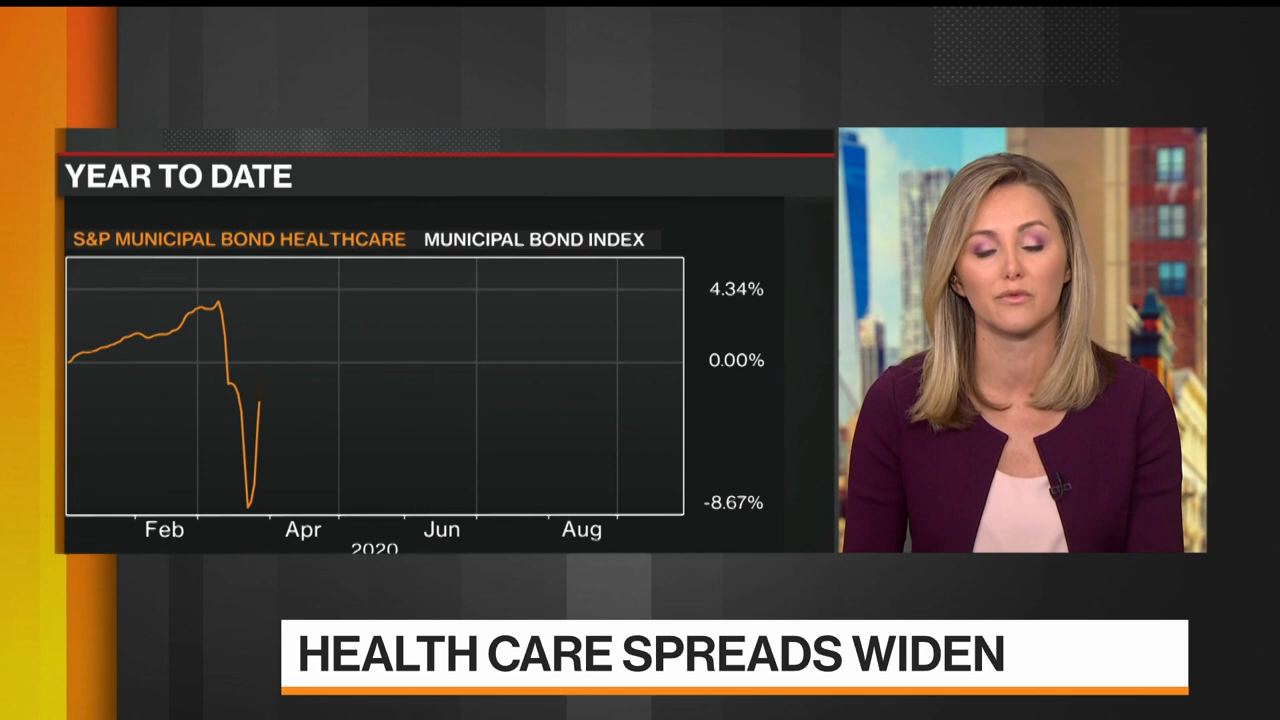 YEAR TO DATE
S&P MUNICIPAL BOND HEALTHCARE MUNICIPAL BOND INDEX
4.34%
0.00%
-8.67%
Feb Apr Jun Aug
2020
HEALTH CARE SPREADS WIDEN